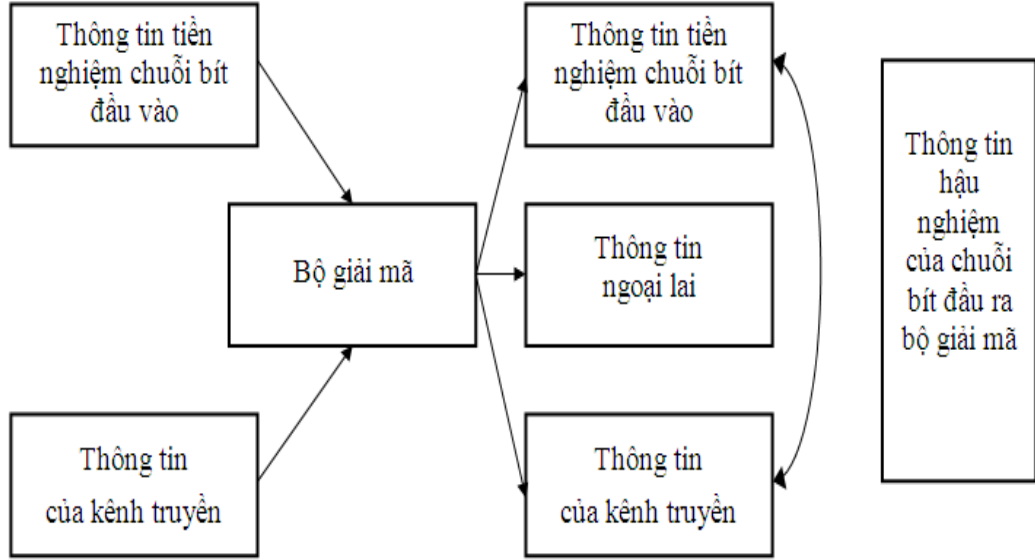 Thông tin tiền
nghiệm chuỗi bít
đầu vào
Thông tin tiền
nghiệm chuỗi bít
đầu vào
Thông tin
hậu
nghiệm
của chuỗi
bít đầu ra
bộ giải mã
Bộ giải mã
Thông tin
ngoại lai
Thông tin
của kênh truyền
Thông tin
của kênh truyền